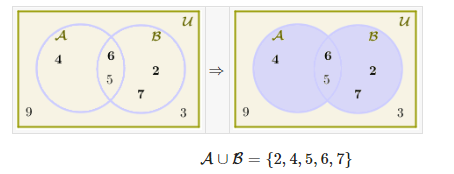 𝒰
𝒜 ℬ
4 6 2
5
7
9 3
⇒
𝒰
𝒜 ℬ
4 6 2
5
7
9 3
𝒜 ∪ ℬ = {2, 4, 5, 6, 7}